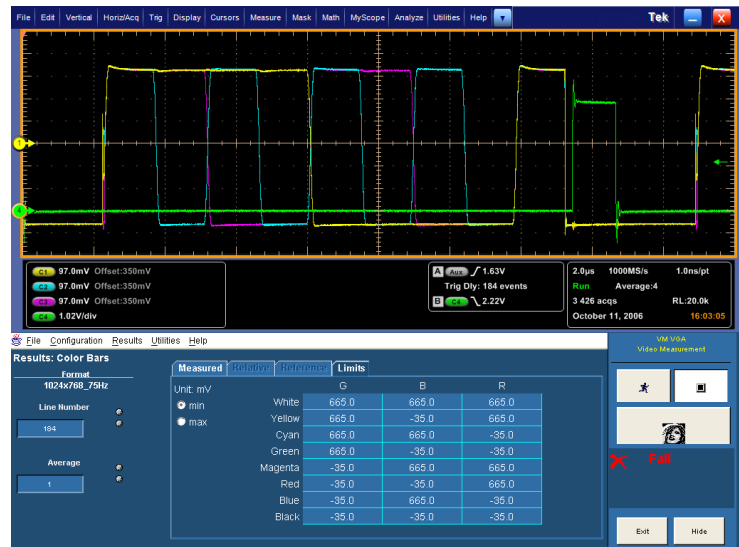 File Edit Vertical Horiz/Acq Trig Display Cursors Measure Mask Math MyScope Analyze Utilities Help Tek X
1
4
C1 97.0mV Offset:350mV
C2 97.0mV Offset:350mV
C3 97.0mV Offset:350mV
C4 1.02V/div
A Aux 1.63V
Trig Dly: 184 events
B C4 2.22V
2.0µs 1000MS/s 1.0ns/pt
Run Average:4
3 426 acqs RL:20.0k
October 11, 2006 16:03:05
File Configuration Results Utilities Help
VM VGA
Video Measurement
Results: Color Bars
Format
1024x768_75Hz
Line Number
184
Average
1
Measured Relative Reference Limits
Unit: mV G B R
min
max
White 665.0 665.0 665.0
Yellow 665.0 -35.0 665.0
Cyan 665.0 665.0 -35.0
Green 665.0 -35.0 -35.0
Magenta -35.0 665.0 665.0
Red -35.0 -35.0 665.0
Blue -35.0 665.0 -35.0
Black -35.0 -35.0 -35.0
Fail
Exit Hide